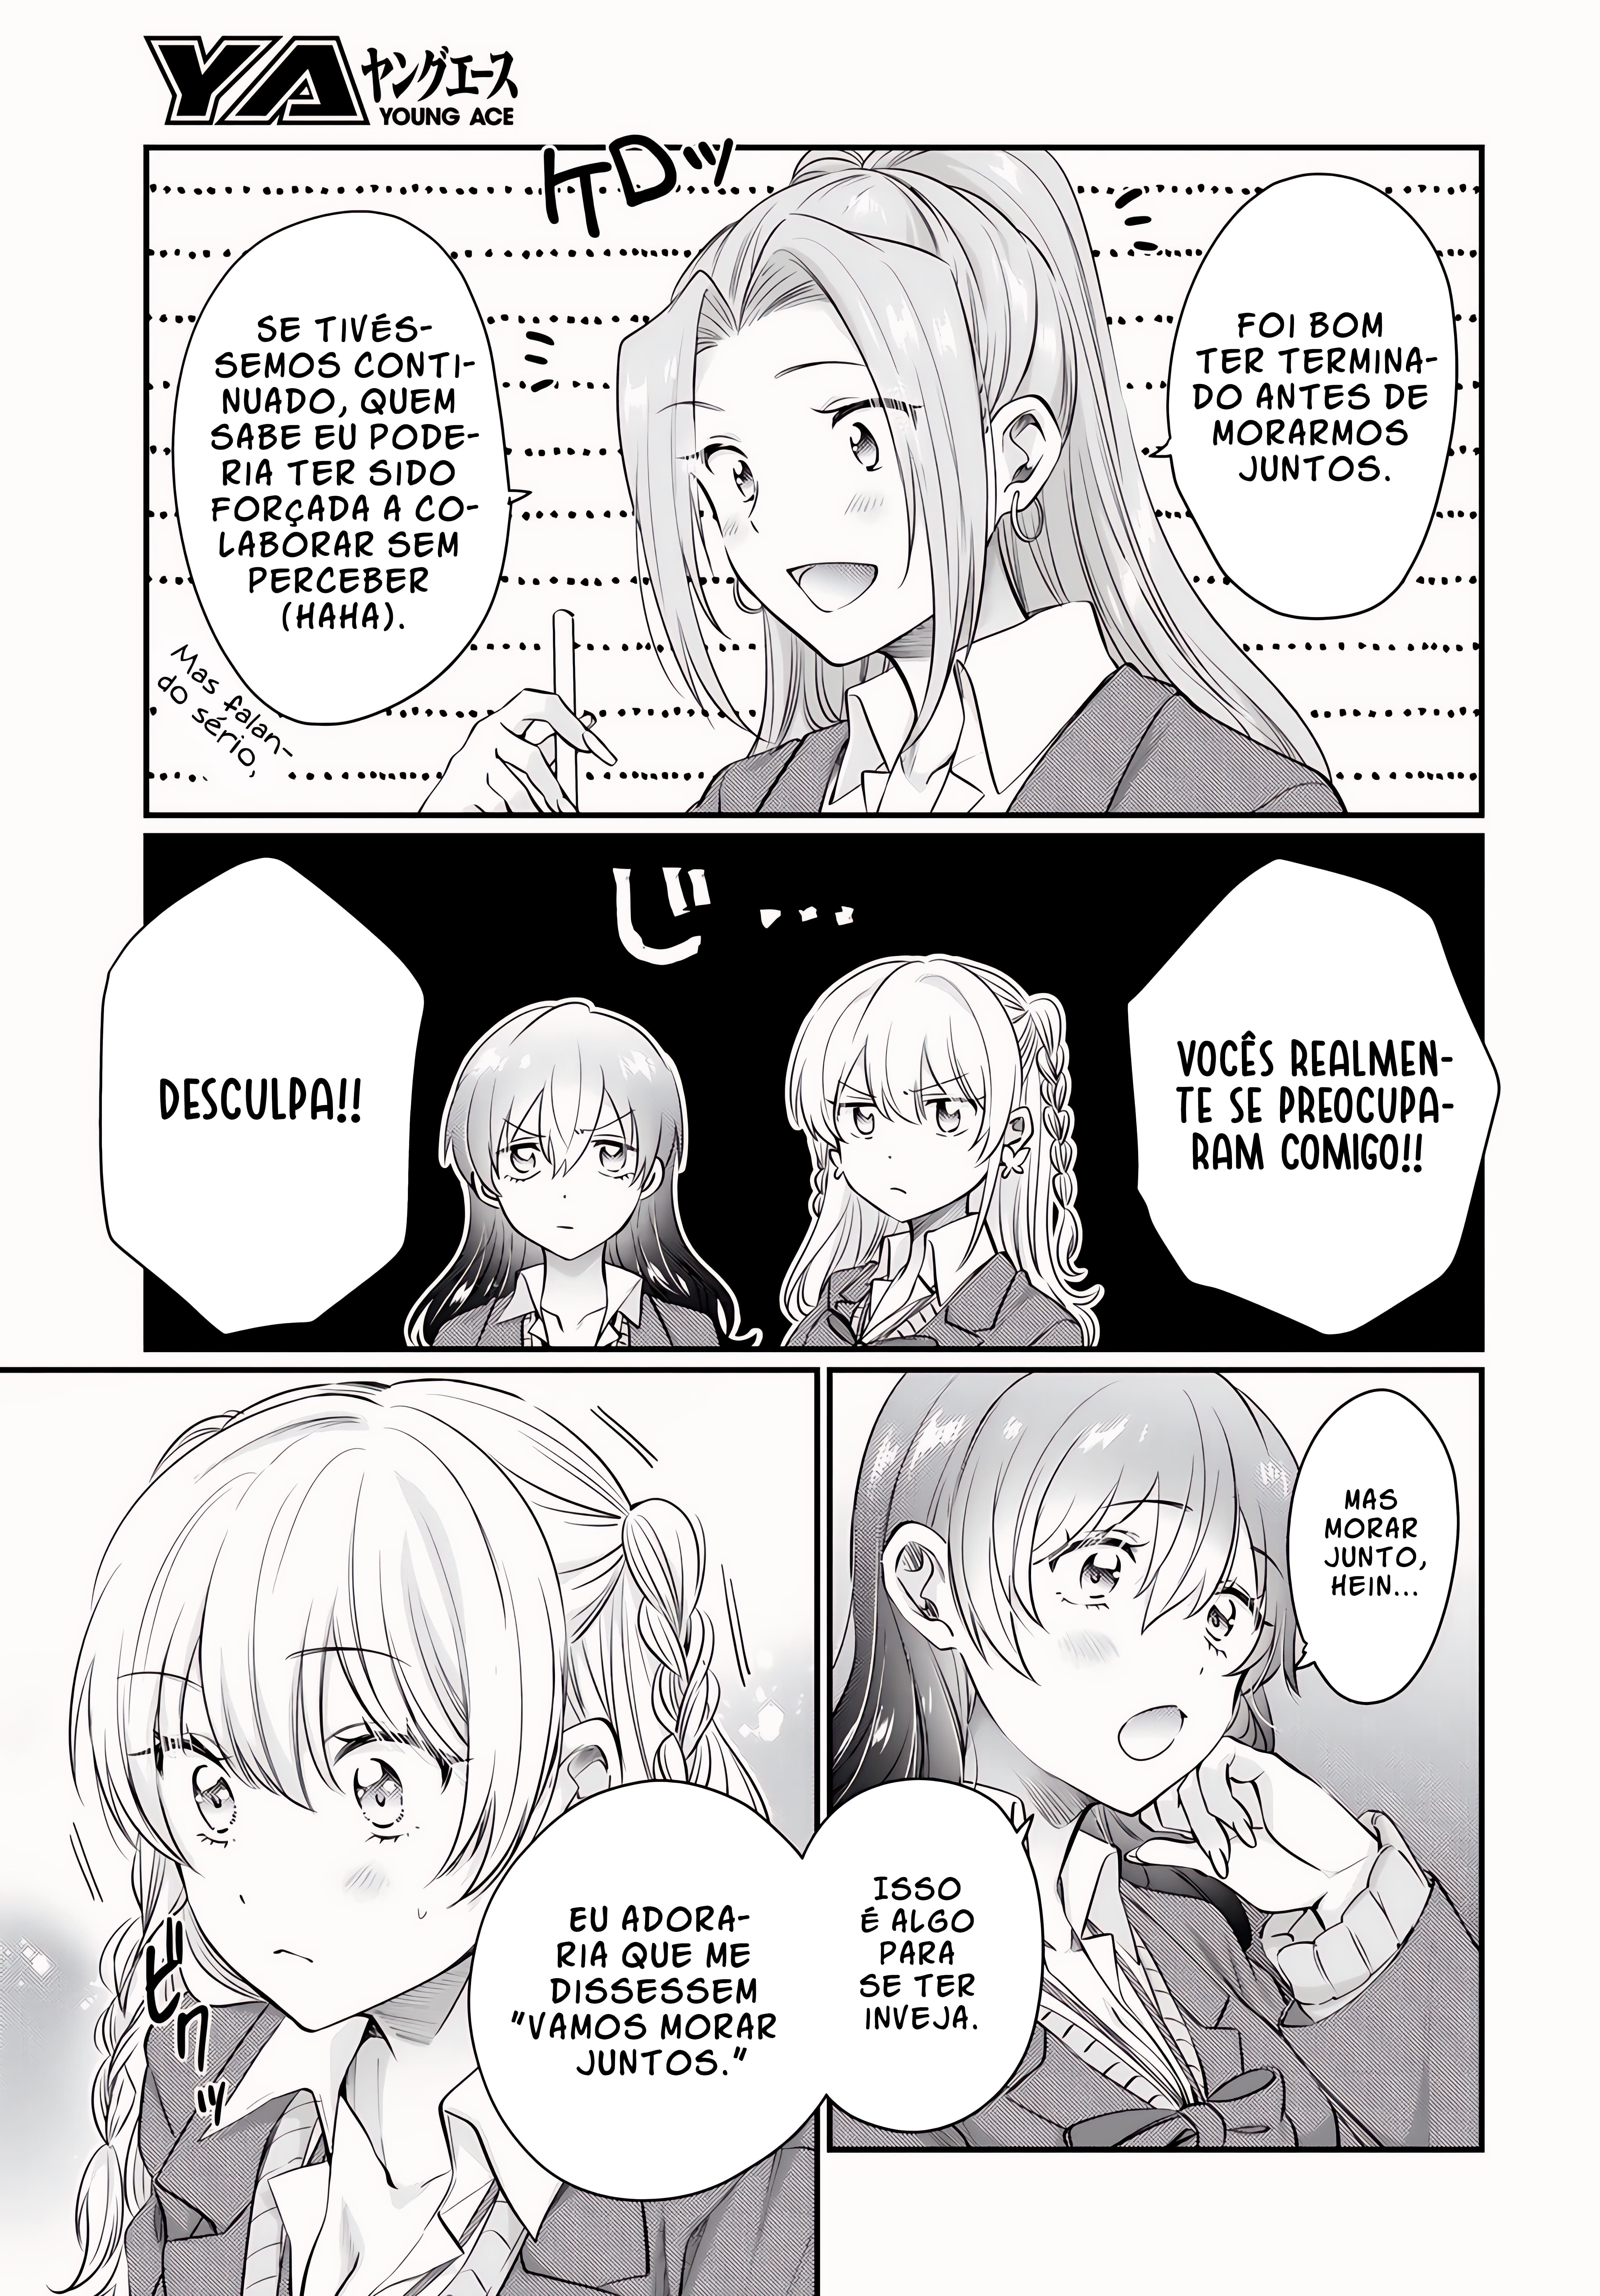 YA ヤングエース
YOUNG ACE
ケロッ
FOI BOM
TER TERMINA-
DO ANTES DE
MORARMOS
JUNTOS.
SE TIVÉS-
SEMOS CONTI-
NUADO, QUEM
SABE EU PODE-
RIA TER SIDO
FORÇADA A CO-
LABORAR SEM
PERCEBER
(HAHA).
Mas falan-
do sério,
じ...
VOCÊS REALMEN-
TE SE PREOCUPA-
RAM COMIGO!!
DESCULPA!!
MAS
MORAR
JUNTO,
HEIN...
ISSO
É ALGO
PARA
SE TER
INVEJA.
EU ADORA-
RIA QUE ME
DISSESSEM
"VAMOS MORAR
JUNTOS."
ビクッ